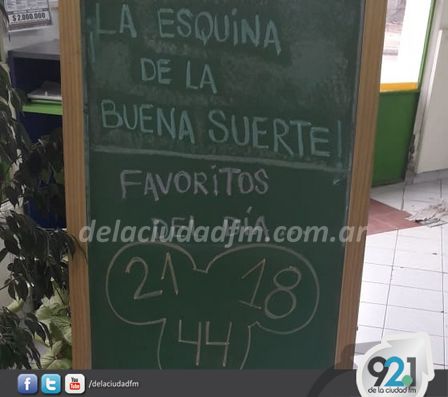 $2.000.000
¡LA ESQUINA
DE LA
BUENA SUERTE!
FAVORITOS
DEL DÍA
delaciudadfm.com.ar
21 18
44
/delaciudadfm
92.1
de la ciudad fm